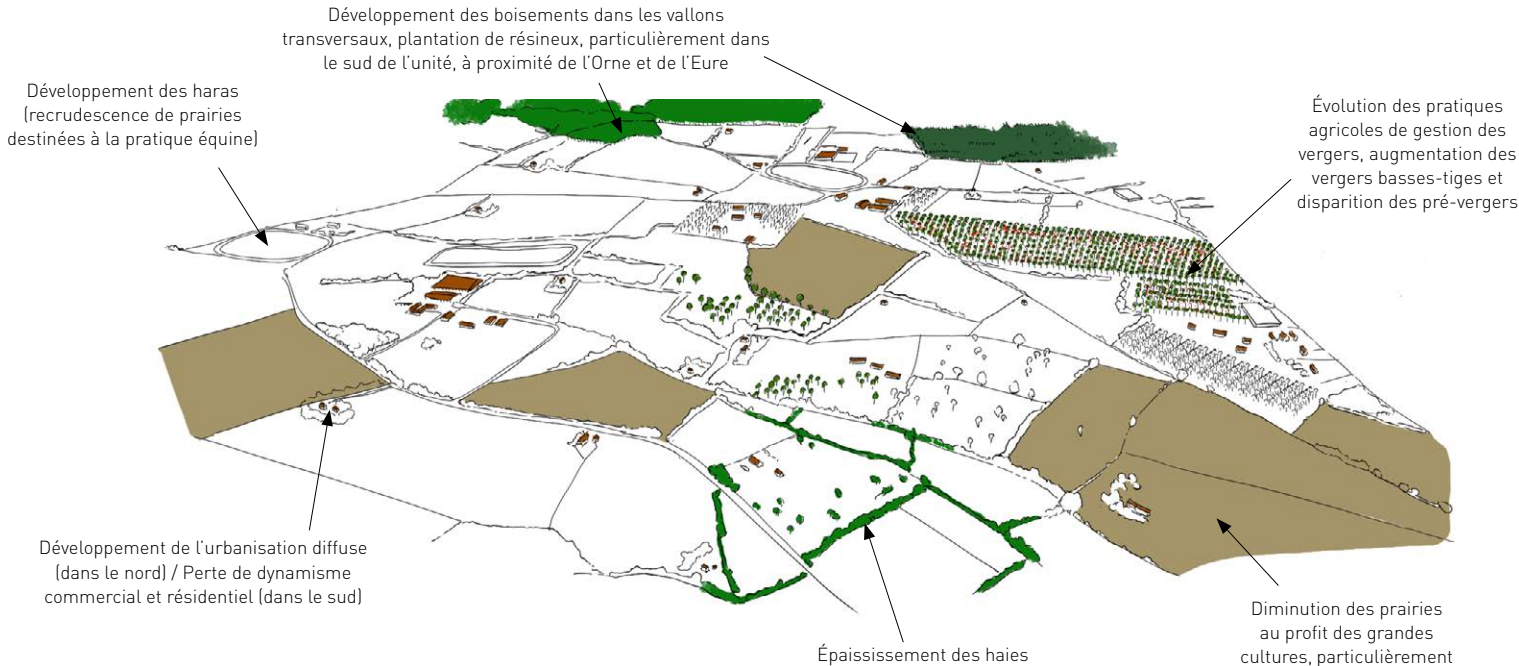 Développement des boisements dans les vallons
transversaux, plantation de résineux, particulièrement dans
le sud de l'unité, à proximité de l'Orne et de l'Eure
Développement des haras
(recrudescence de prairies
destinées à la pratique équine)
Évolution des pratiques
agricoles de gestion des
vergers, augmentation des
vergers basses-tiges et
disparition des pré-vergers
Développement de l'urbanisation diffuse
(dans le nord) / Perte de dynamisme
commercial et résidentiel (dans le sud)
Épaississement des haies
Diminution des prairies
au profit des grandes
cultures, particulièrement